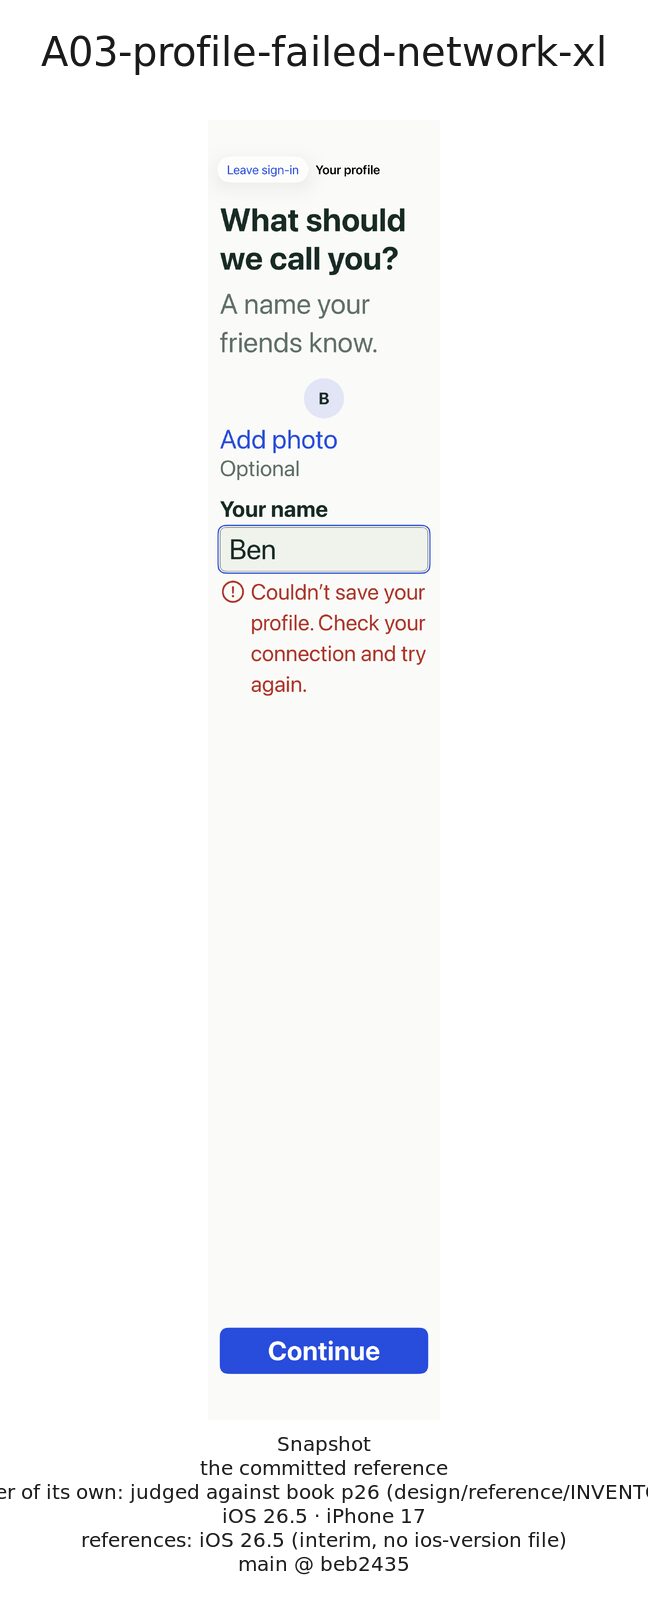 A03-profile-failed-network-xl
Leave sign-in Your profile
What should
we call you?
A name your
friends know.
B
Add photo
Optional
Your name
Ben
Couldn’t save your
profile. Check your
connection and try
again.
Continue
Snapshot
the committed reference
of its own: judged against book p26 (design/reference/
iOS 26.5 · iPhone 17
references: iOS 26.5 (interim, no ios-version file)
main @ beb2435